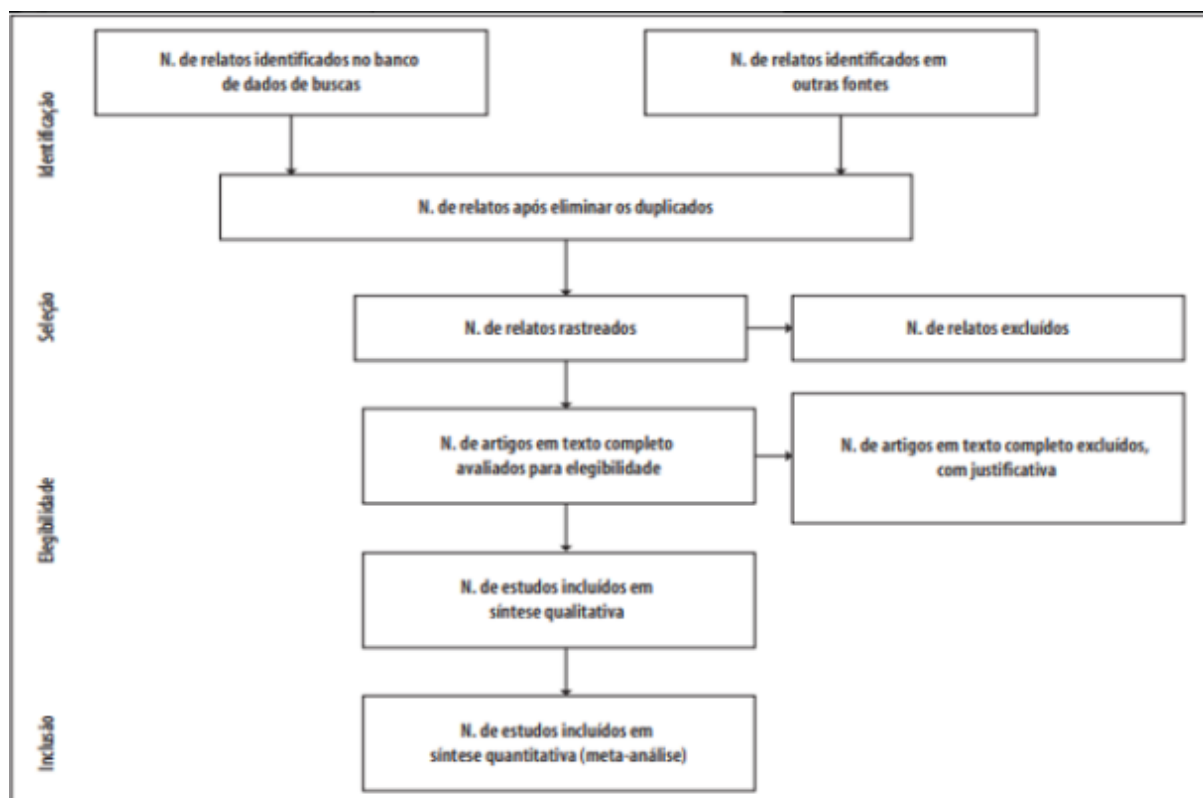 Identificação
N. de relatos identificados no banco
de dados de buscas
N. de relatos identificados em
outras fontes
N. de relatos após eliminar os duplicados
Seleção
N. de relatos rastreados
N. de relatos excluídos
Elegibilidade
N. de artigos em texto completo
avaliados para elegibilidade
N. de artigos em texto completo excluídos,
com justificativa
N. de estudos incluídos em
síntese qualitativa
Inclusão
N. de estudos incluídos em
síntese quantitativa (meta-análise)